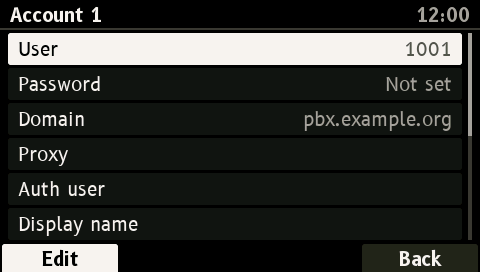 Account 1 12:00
User 1001
Password Not set
Domain pbx.example.org
Proxy
Auth user
Display name
Edit Back